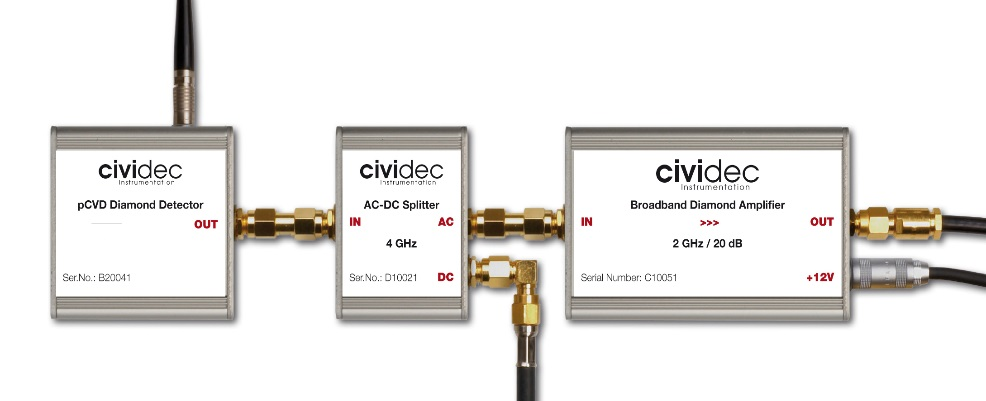 cividec
Instrumentation
pCVD Diamond Detector
OUT
Ser.No.: B20041
cividec
Instrumentation
AC-DC Splitter
IN AC
4 GHz
Ser.No.: D10021 DC
cividec
Instrumentation
Broadband Diamond Amplifier
IN >>> OUT
2 GHz / 20 dB
Serial Number: C10051 +12V